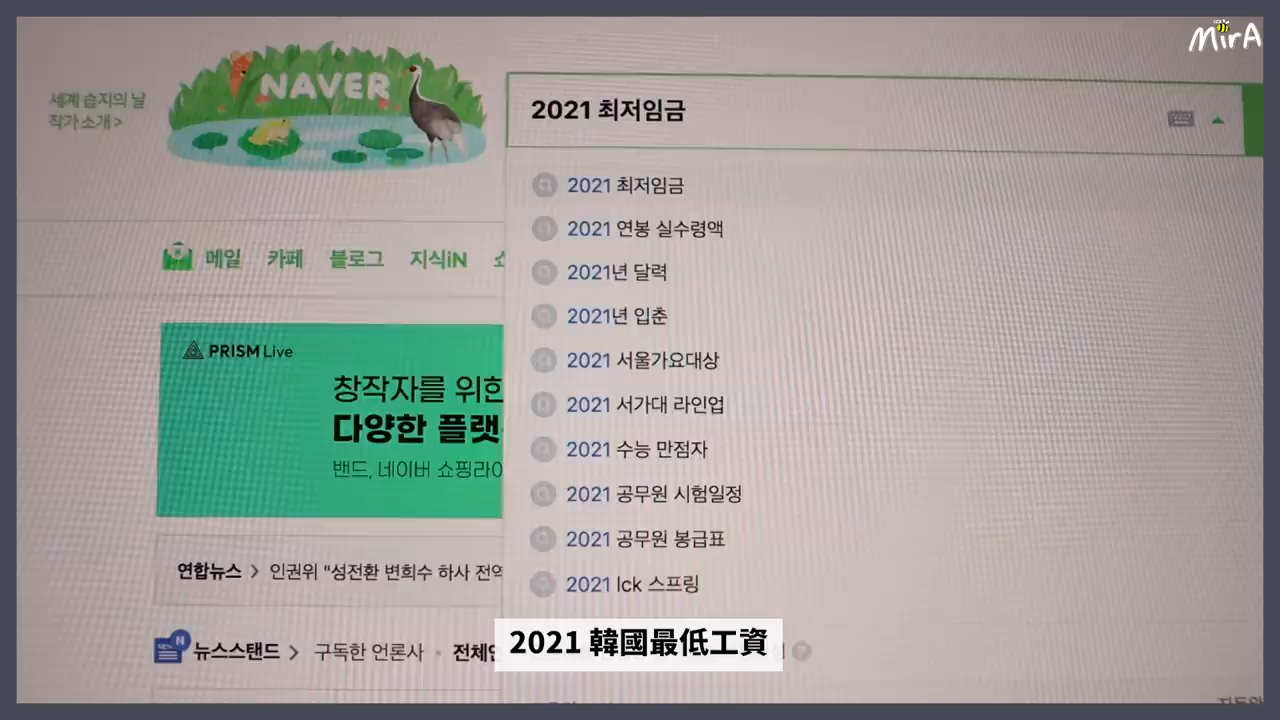 MirA
세계 습지의 날
작가 소개 >
NAVER
2021 최저임금
2021 최저임금
2021 연봉 실수령액
2021년 달력
2021년 입춘
2021 서울가요대상
2021 서가대 라인업
2021 수능 만점자
2021 공무원 시험일정
2021 공무원 봉급표
2021 lck 스프링
메일 카페 블로그 지식iN
PRISM Live
창작자를 위한
다양한 플랫
밴드, 네이버 쇼핑라이
연합뉴스 > 인권위 "성전환 변희수 하사 전역
뉴스스탠드 > 구독한 언론사 · 전체언
2021 韓國最低工資